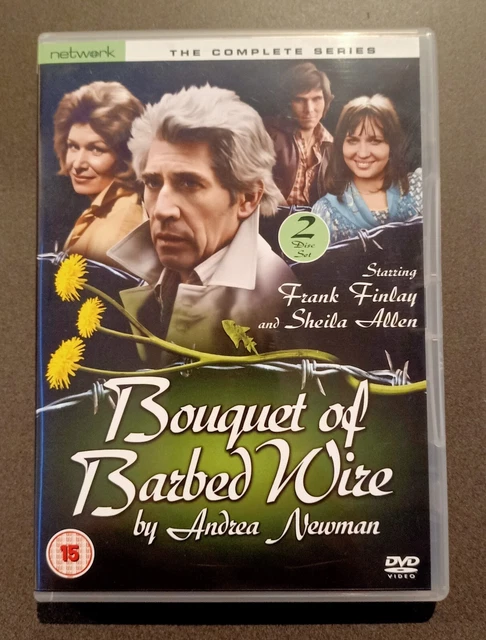 network
THE COMPLETE SERIES
2
Disc
Set
Starring
Frank Finlay
and Sheila Allen
Bouquet of
Barbed Wire
by Andrea Newman
15
DVD
VIDEO